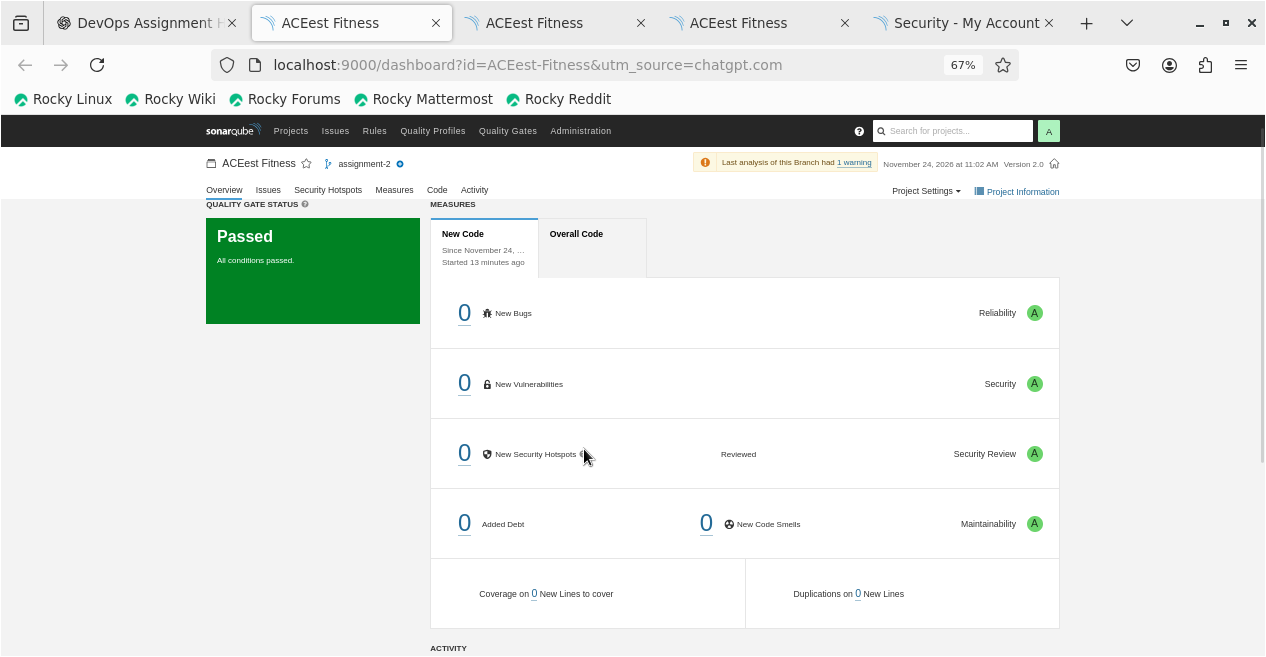 DevOps Assignment H
ACEest Fitness
ACEest Fitness
ACEest Fitness
Security - My Account
localhost:9000/dashboard?id=ACEest-Fitness&utm_source=chatgpt.com
67%
Rocky Linux
Rocky Wiki
Rocky Forums
Rocky Mattermost
Rocky Reddit
sonarqube
Projects
Issues
Rules
Quality Profiles
Quality Gates
Administration
Search for projects...
A
ACEest Fitness
assignment-2
Last analysis of this Branch had 1 warning
November 24, 2026 at 11:02 AM
Version 2.0
Overview
Issues
Security Hotspots
Measures
Code
Activity
Project Settings
Project Information
QUALITY GATE STATUS
MEASURES
Passed
All conditions passed.
New Code
Since November 24, ...
Started 13 minutes ago
Overall Code
0 New Bugs
Reliability A
0 New Vulnerabilities
Security A
0 New Security Hotspots
Reviewed
Security Review A
0 Added Debt
0 New Code Smells
Maintainability A
Coverage on 0 New Lines to cover
Duplications on 0 New Lines
ACTIVITY